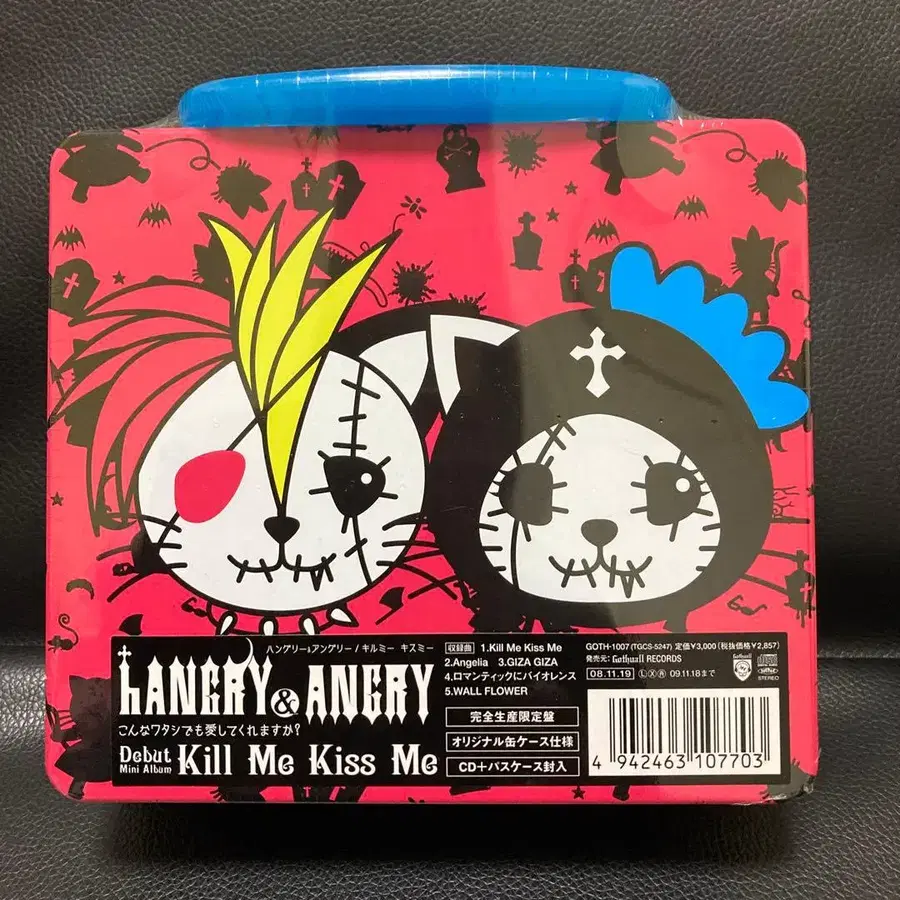 ハングリー&アングリー / キルミー キスミー
hANGRY & ANGRY
こんなワタシでも愛してくれますか?
Debut
Mini Album
Kill Me Kiss Me
収録曲 1.Kill Me Kiss Me
2.Angelia 3.GIZA GIZA
4.ロマンティックにバイオレンス
5.WALL FLOWER
完全生産限定盤
オリジナル缶ケース仕様
CD+パスケース封入
GOTH-1007 (TGCS-5247) 定価¥3,000 (税抜価格¥2,857)
発売元: Gothwall RECORDS
08.11.19 L X A 09.11.18まで
STEREO
4 942463 107703